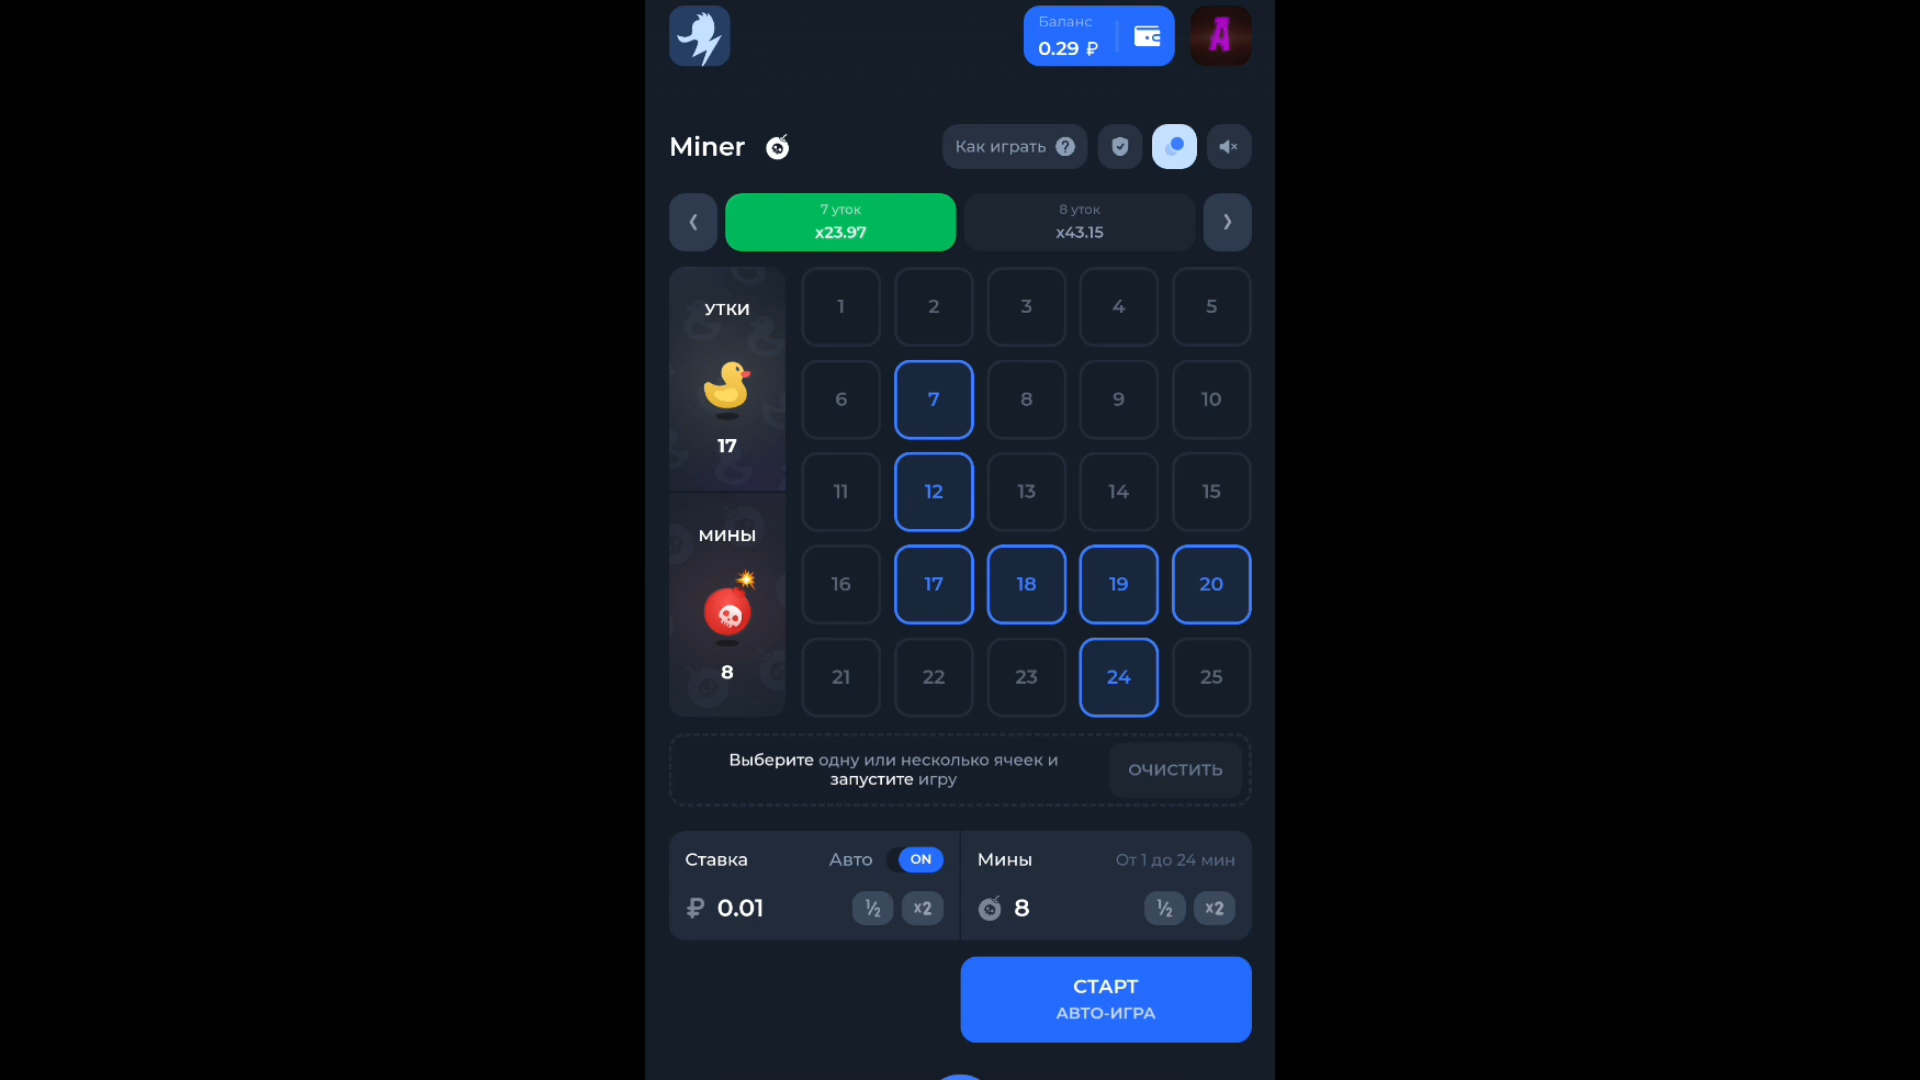 Баланс
0.29 ₽
A
Miner
Как играть ?
7 уток
x23.97
8 уток
x43.15
УТКИ
17
МИНЫ
8
1 2 3 4 5
6 7 8 9 10
11 12 13 14 15
16 17 18 19 20
21 22 23 24 25
Выберите одну или несколько ячеек и
запустите игру
ОЧИСТИТЬ
Ставка Авто ON
₽ 0.01 ½ x2
Мины От 1 до 24 мин
8 ½ x2
СТАРТ
АВТО-ИГРА